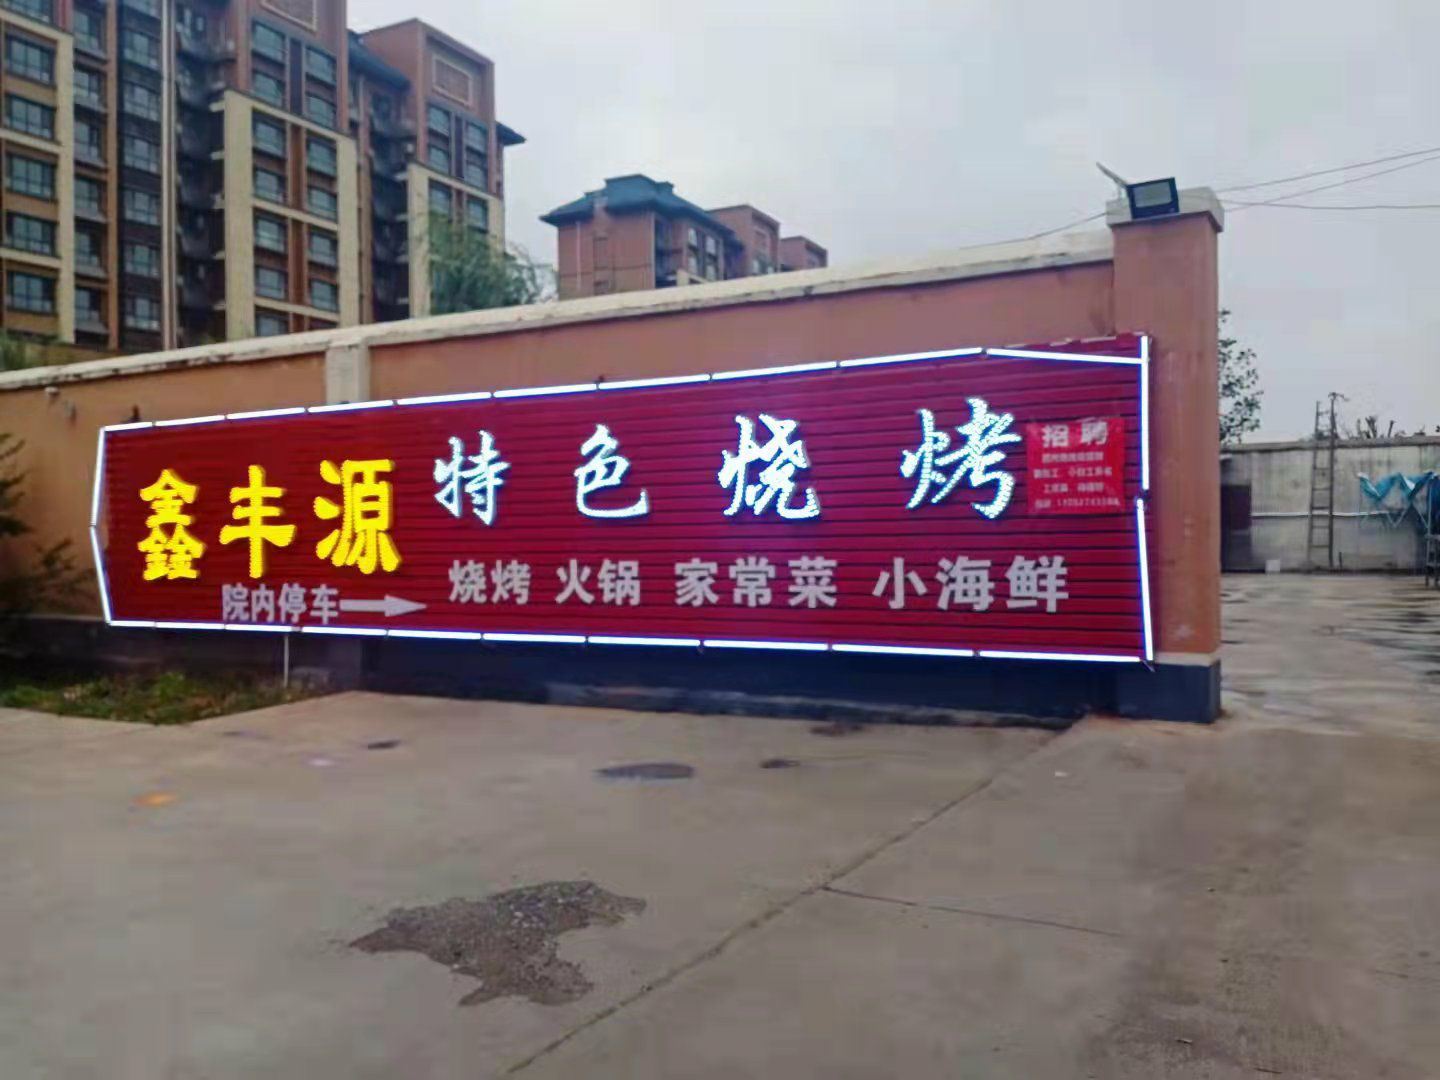 鑫丰源
特色烧烤
院内停车
烧烤 火锅 家常菜 小海鲜
招聘